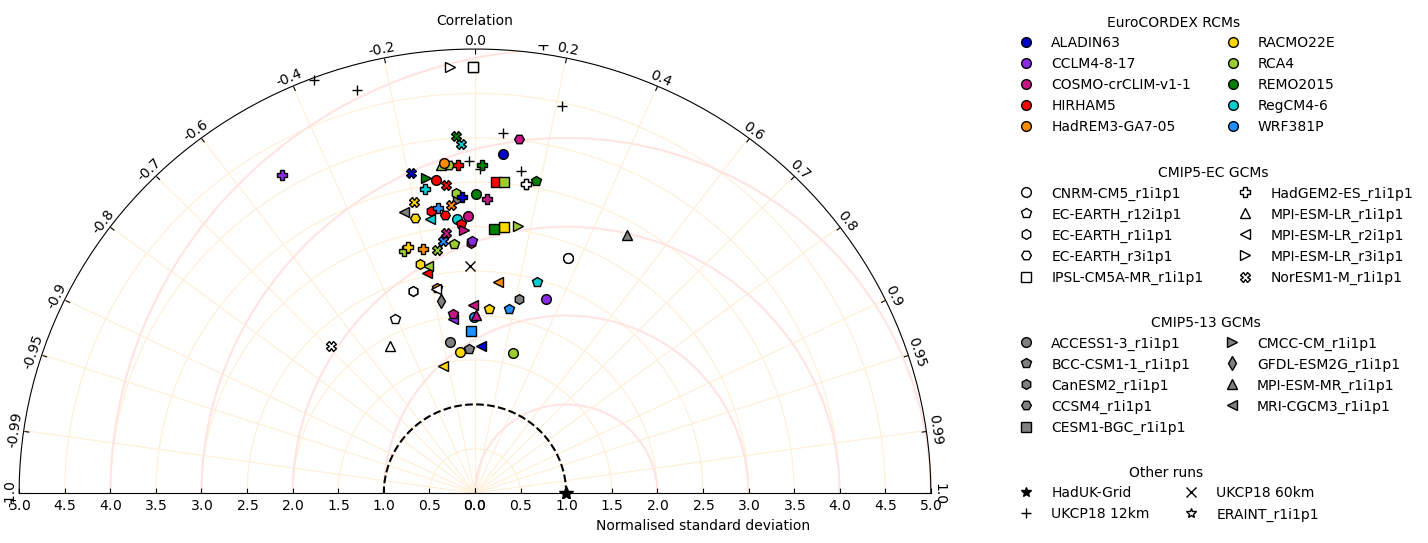 Correlation
0.0
-0.2
0.2
-0.4
0.4
-0.6
0.6
-0.7
0.7
-0.8
0.8
-0.9
0.9
-0.95
0.95
-0.99
0.99
-1.0
1.0
5.0 4.5 4.0 3.5 3.0 2.5 2.0 1.5 1.0 0.5 0.0 0.5 1.0 1.5 2.0 2.5 3.0 3.5 4.0 4.5 5.0
Normalised standard deviation
EuroCORDEX RCMs
ALADIN63 RACMO22E
CCLM4-8-17 RCA4
COSMO-crCLIM-v1-1 REMO2015
HIRHAM5 RegCM4-6
HadREM3-GA7-05 WRF381P
CMIP5-EC GCMs
CNRM-CM5_r1i1p1 HadGEM2-ES_r1i1p1
EC-EARTH_r12i1p1 MPI-ESM-LR_r1i1p1
EC-EARTH_r1i1p1 MPI-ESM-LR_r2i1p1
EC-EARTH_r3i1p1 MPI-ESM-LR_r3i1p1
IPSL-CM5A-MR_r1i1p1 NorESM1-M_r1i1p1
CMIP5-13 GCMs
ACCESS1-3_r1i1p1 CMCC-CM_r1i1p1
BCC-CSM1-1_r1i1p1 GFDL-ESM2G_r1i1p1
CanESM2_r1i1p1 MPI-ESM-MR_r1i1p1
CCSM4_r1i1p1 MRI-CGCM3_r1i1p1
CESM1-BGC_r1i1p1
Other runs
HadUK-Grid UKCP18 60km
UKCP18 12km ERAINT_r1i1p1